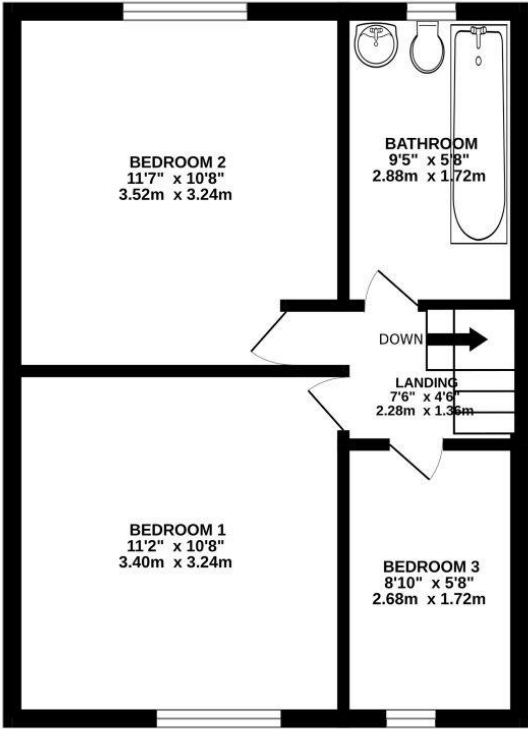 BEDROOM 2
11'7" x 10'8"
3.52m x 3.24m
BATHROOM
9'5" x 5'8"
2.88m x 1.72m
DOWN
LANDING
7'6" x 4'6"
2.28m x 1.36m
BEDROOM 1
11'2" x 10'8"
3.40m x 3.24m
BEDROOM 3
8'10" x 5'8"
2.68m x 1.72m